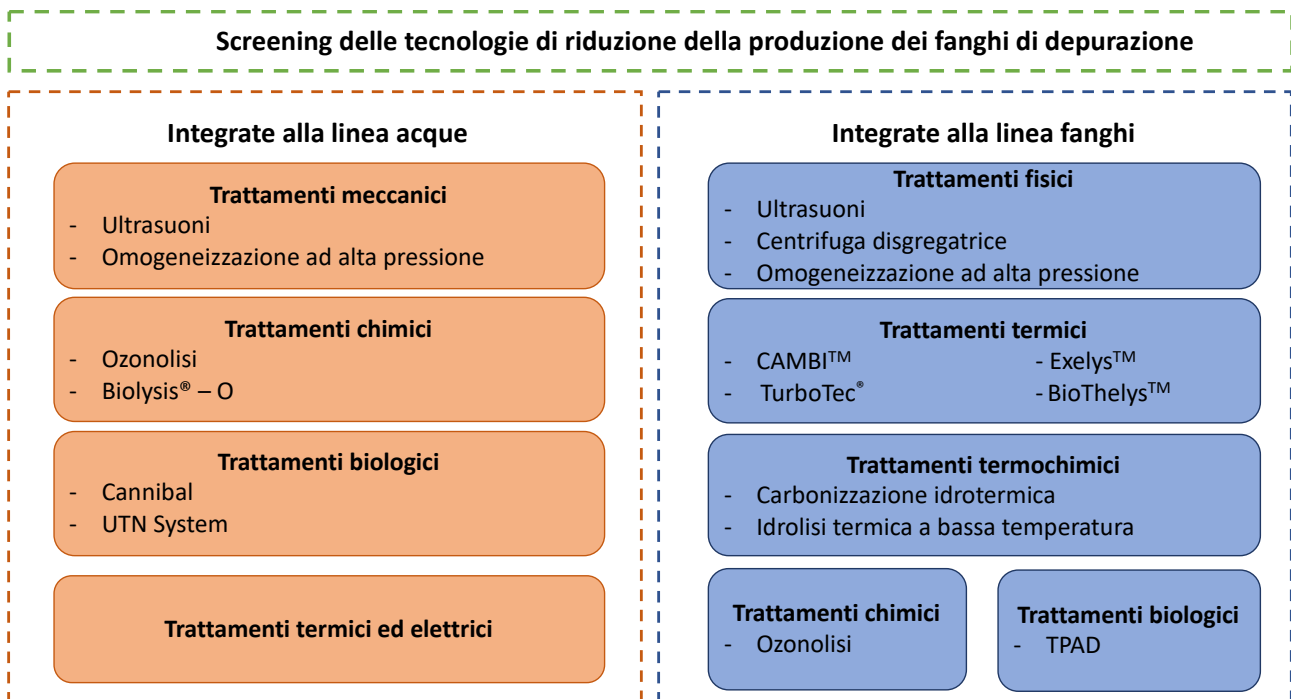 Screening delle tecnologie di riduzione della produzione dei fanghi di depurazione
Integrate alla linea acque
Trattamenti meccanici
- Ultrasuoni
- Omogeneizzazione ad alta pressione
Trattamenti chimici
- Ozonolisi
- Biolysis® – O
Trattamenti biologici
- Cannibal
- UTN System
Trattamenti termici ed elettrici
Integrate alla linea fanghi
Trattamenti fisici
- Ultrasuoni
- Centrifuga disgregatrice
- Omogeneizzazione ad alta pressione
Trattamenti termici
- CAMBI™ - Exelys™
- TurboTec® - BioThelys™
Trattamenti termochimici
- Carbonizzazione idrotermica
- Idrolisi termica a bassa temperatura
Trattamenti chimici
- Ozonolisi
Trattamenti biologici
- TPAD